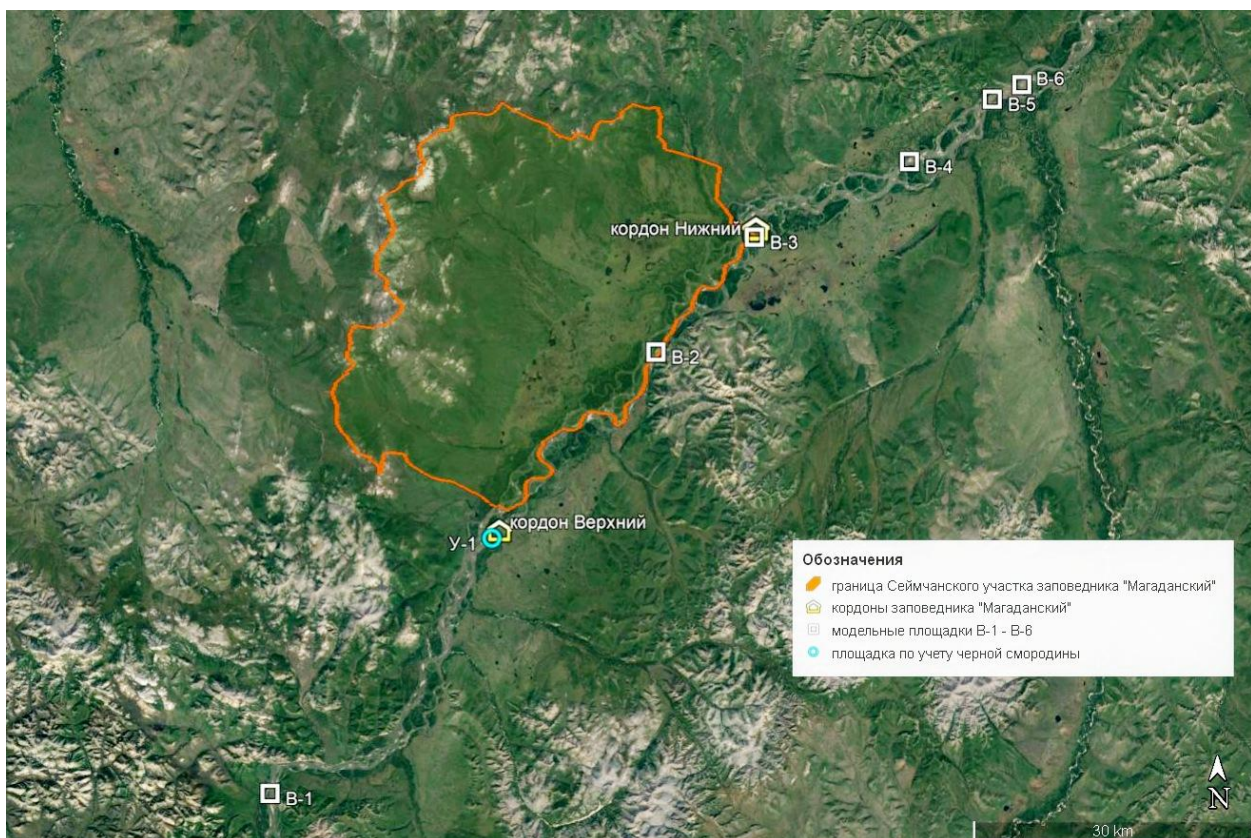 В-6
В-5
В-4
кордон Нижний
В-3
В-2
кордон Верхний
У-1
Обозначения
граница Сеймчанского участка заповедника "Магаданский"
кордоны заповедника "Магаданский"
модельные площадки В-1 - В-6
площадка по учету черной смородины
В-1
N
30 km